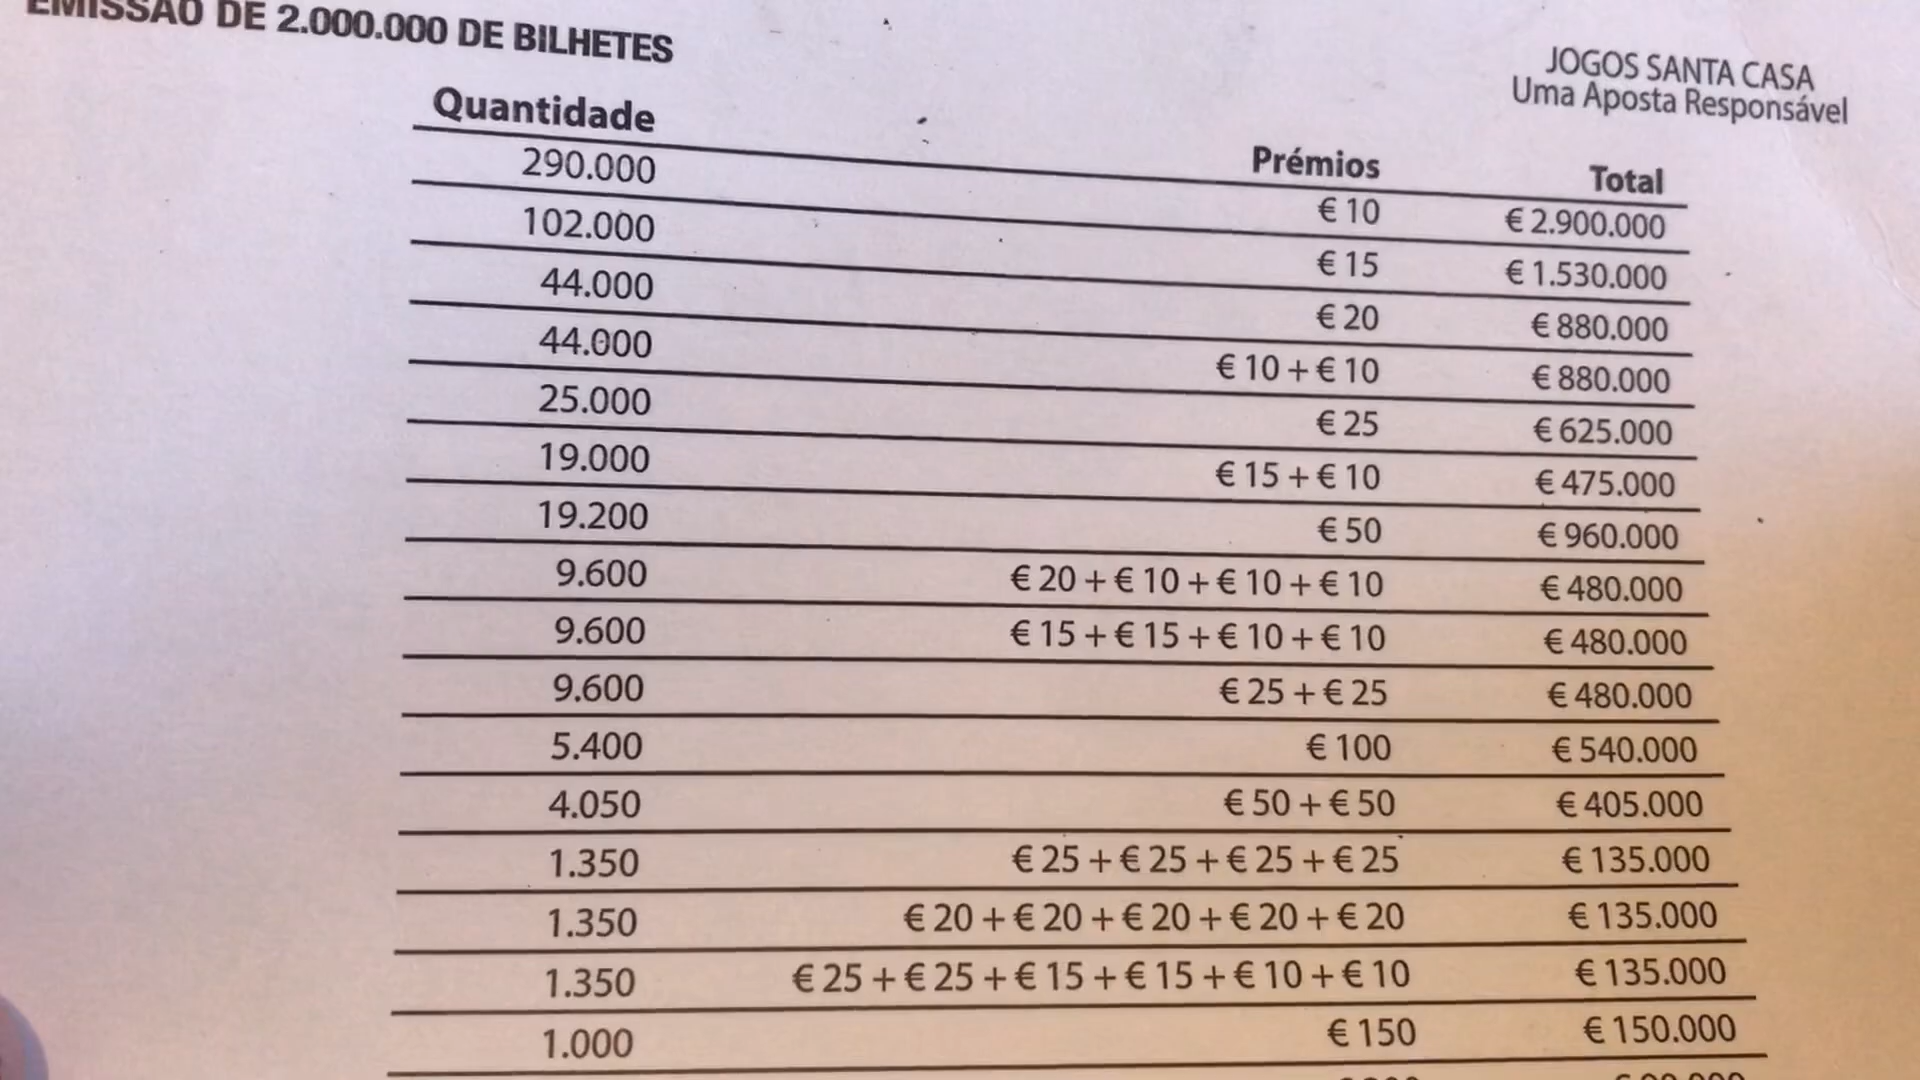 EMISSÃO DE 2.000.000 DE BILHETES
JOGOS SANTA CASA
Uma Aposta Responsável
Quantidade Prémios Total
290.000 € 10 € 2.900.000
102.000 € 15 € 1.530.000
44.000 € 20 € 880.000
44.000 € 10 + € 10 € 880.000
25.000 € 25 € 625.000
19.000 € 15 + € 10 € 475.000
19.200 € 50 € 960.000
9.600 € 20 + € 10 + € 10 + € 10 € 480.000
9.600 € 15 + € 15 + € 10 + € 10 € 480.000
9.600 € 25 + € 25 € 480.000
5.400 € 100 € 540.000
4.050 € 50 + € 50 € 405.000
1.350 € 25 + € 25 + € 25 + € 25 € 135.000
1.350 € 20 + € 20 + € 20 + € 20 + € 20 € 135.000
1.350 € 25 + € 25 + € 15 + € 15 + € 10 + € 10 € 135.000
1.000 € 150 € 150.000